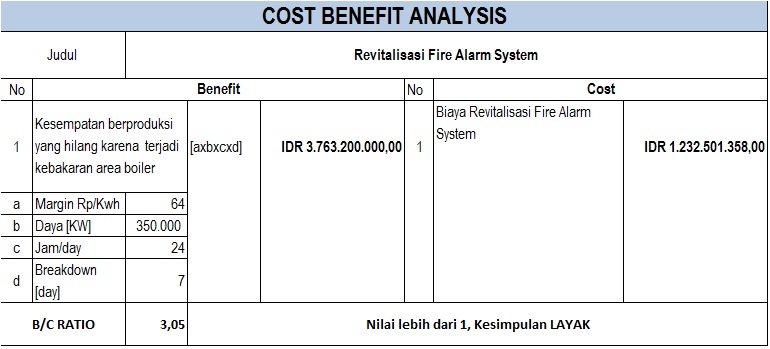 COST BENEFIT ANALYSIS
Judul Revitalisasi Fire Alarm System
No Benefit No Cost
1 Kesempatan berproduksi
yang hilang karena terjadi
kebakaran area boiler
[axbxcxd] IDR 3.763.200.000,00
1 Biaya Revitalisasi Fire Alarm
System
IDR 1.232.501.358,00
a Margin Rp/Kwh 64
b Daya [KW] 350.000
c Jam/day 24
d Breakdown
[day]
7
B/C RATIO 3,05 Nilai lebih dari 1, Kesimpulan LAYAK